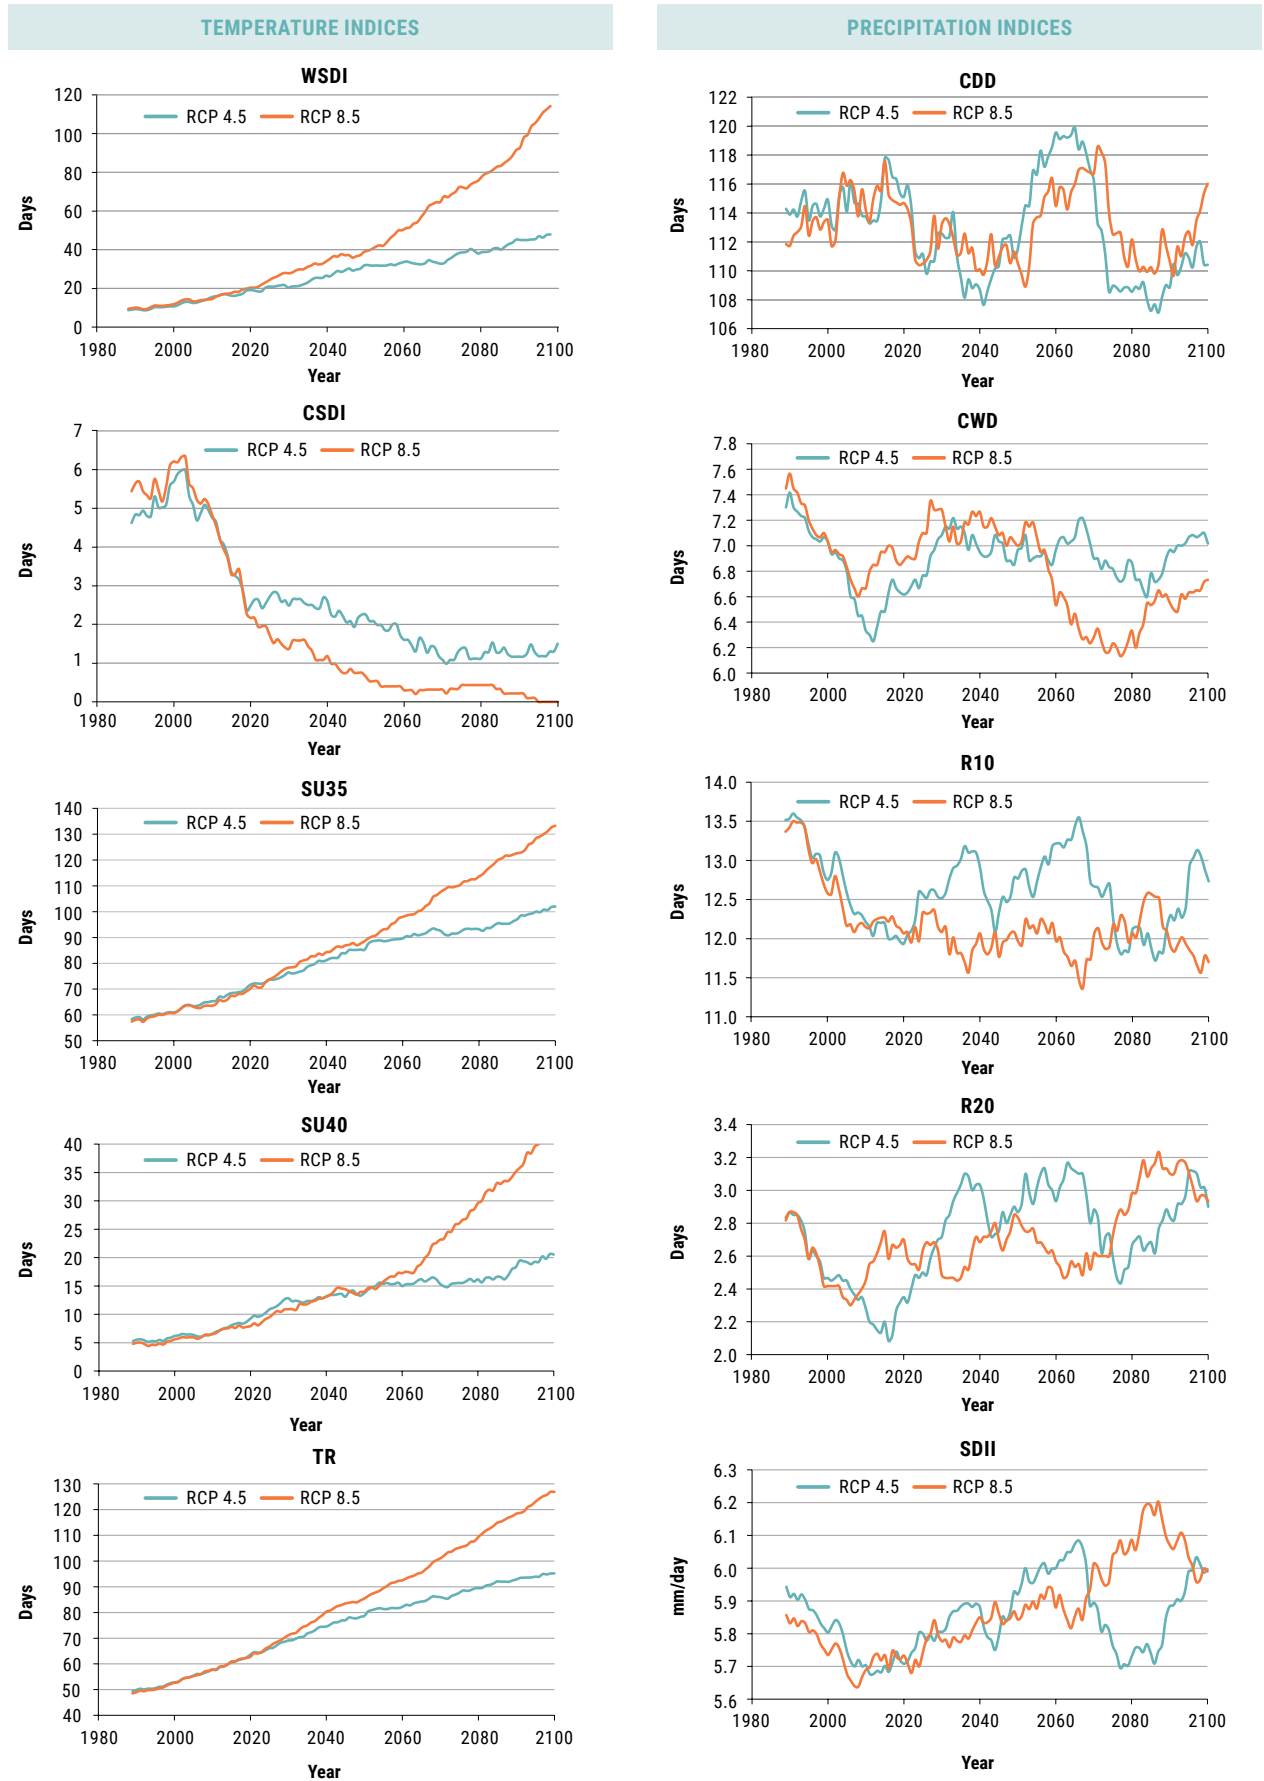 TEMPERATURE INDICES
WSDI
RCP 4.5 RCP 8.5
120
100
80
60
40
20
0
Days
1980 2000 2020 2040 2060 2080 2100
Year
CSDI
RCP 4.5 RCP 8.5
7
6
5
4
3
2
1
0
Days
1980 2000 2020 2040 2060 2080 2100
Year
SU35
RCP 4.5 RCP 8.5
140
130
120
110
100
90
80
70
60
50
Days
1980 2000 2020 2040 2060 2080 2100
Year
SU40
RCP 4.5 RCP 8.5
40
35
30
25
20
15
10
5
0
Days
1980 2000 2020 2040 2060 2080 2100
Year
TR
RCP 4.5 RCP 8.5
130
120
110
100
90
80
70
60
50
40
Days
1980 2000 2020 2040 2060 2080 2100
Year
PRECIPITATION INDICES
CDD
RCP 4.5 RCP 8.5
122
120
118
116
114
112
110
108
106
Days
1980 2000 2020 2040 2060 2080 2100
Year
CWD
RCP 4.5 RCP 8.5
7.8
7.6
7.4
7.2
7.0
6.8
6.6
6.4
6.2
6.0
Days
1980 2000 2020 2040 2060 2080 2100
Year
R10
RCP 4.5 RCP 8.5
14.0
13.5
13.0
12.5
12.0
11.5
11.0
Days
1980 2000 2020 2040 2060 2080 2100
Year
R20
RCP 4.5 RCP 8.5
3.4
3.2
3.0
2.8
2.6
2.4
2.2
2.0
Days
1980 2000 2020 2040 2060 2080 2100
Year
SDII
RCP 4.5 RCP 8.5
6.3
6.2
6.1
6.0
5.9
5.8
5.7
5.6
mm/day
1980 2000 2020 2040 2060 2080 2100
Year